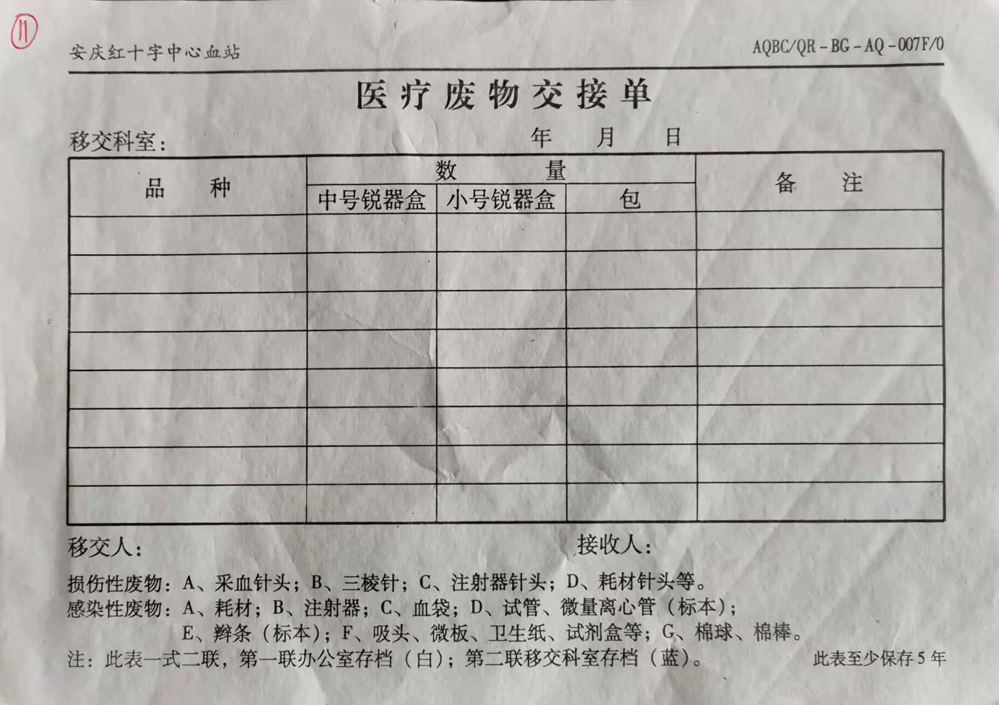 ⑪
安庆红十字中心血站 AQBC/QR-BG-AQ-007F/0
医疗废物交接单
移交科室： 年 月 日
品 种 数 量 备 注
中号锐器盒 小号锐器盒 包
移交人： 接收人：
损伤性废物：A、采血针头；B、三棱针；C、注射器针头；D、耗材针头等。
感染性废物：A、耗材；B、注射器；C、血袋；D、试管、微量离心管（标本）；
E、辫条（标本）；F、吸头、微板、卫生纸、试剂盒等；G、棉球、棉棒。
注：此表一式二联，第一联办公室存档（白）；第二联移交科室存档（蓝）。 此表至少保存5年